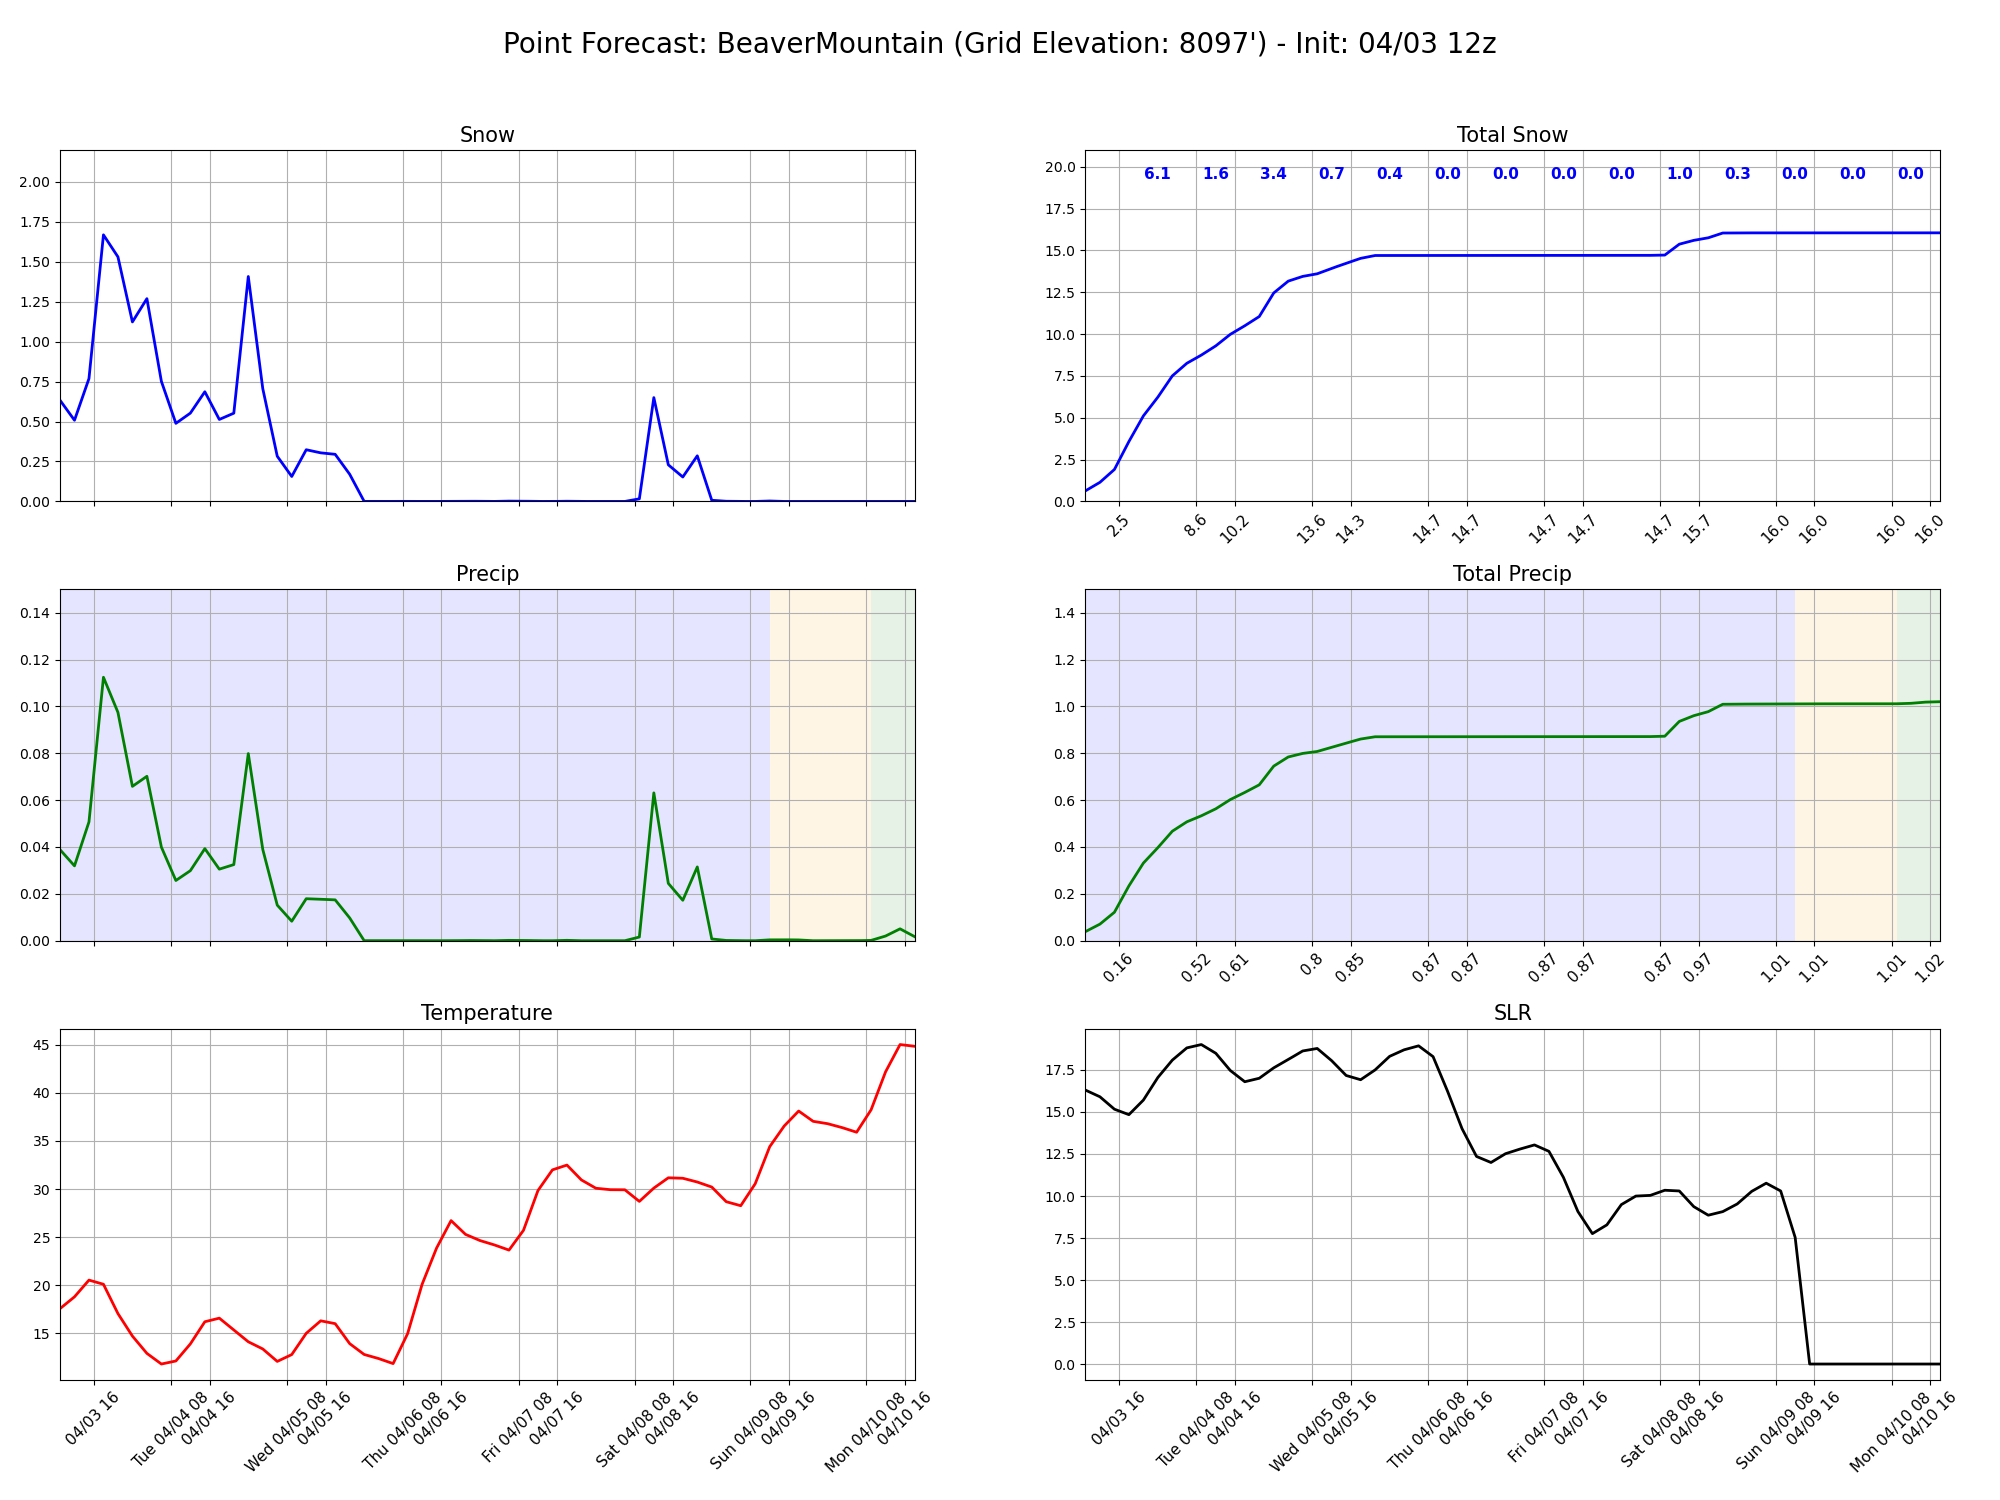 Point Forecast: BeaverMountain (Grid Elevation: 8097') - Init: 04/03 12z
Snow
2.00
1.75
1.50
1.25
1.00
0.75
0.50
0.25
0.00
Total Snow
20.0
17.5
15.0
12.5
10.0
7.5
5.0
2.5
0.0
6.1 1.6 3.4 0.7 0.4 0.0 0.0 0.0 0.0 1.0 0.3 0.0 0.0 0.0
2.5 8.6 10.2 13.6 14.3 14.7 14.7 14.7 14.7 14.7 15.7 16.0 16.0 16.0 16.0
Precip
0.14
0.12
0.10
0.08
0.06
0.04
0.02
0.00
Total Precip
1.4
1.2
1.0
0.8
0.6
0.4
0.2
0.0
0.16 0.52 0.61 0.8 0.85 0.87 0.87 0.87 0.87 0.87 0.97 1.01 1.01 1.01 1.02
Temperature
45
40
35
30
25
20
15
04/03 16
Tue 04/04 08
04/04 16
Wed 04/05 08
04/05 16
Thu 04/06 08
04/06 16
Fri 04/07 08
04/07 16
Sat 04/08 08
04/08 16
Sun 04/09 08
04/09 16
Mon 04/10 08
04/10 16
SLR
17.5
15.0
12.5
10.0
7.5
5.0
2.5
0.0
04/03 16
Tue 04/04 08
04/04 16
Wed 04/05 08
04/05 16
Thu 04/06 08
04/06 16
Fri 04/07 08
04/07 16
Sat 04/08 08
04/08 16
Sun 04/09 08
04/09 16
Mon 04/10 08
04/10 16